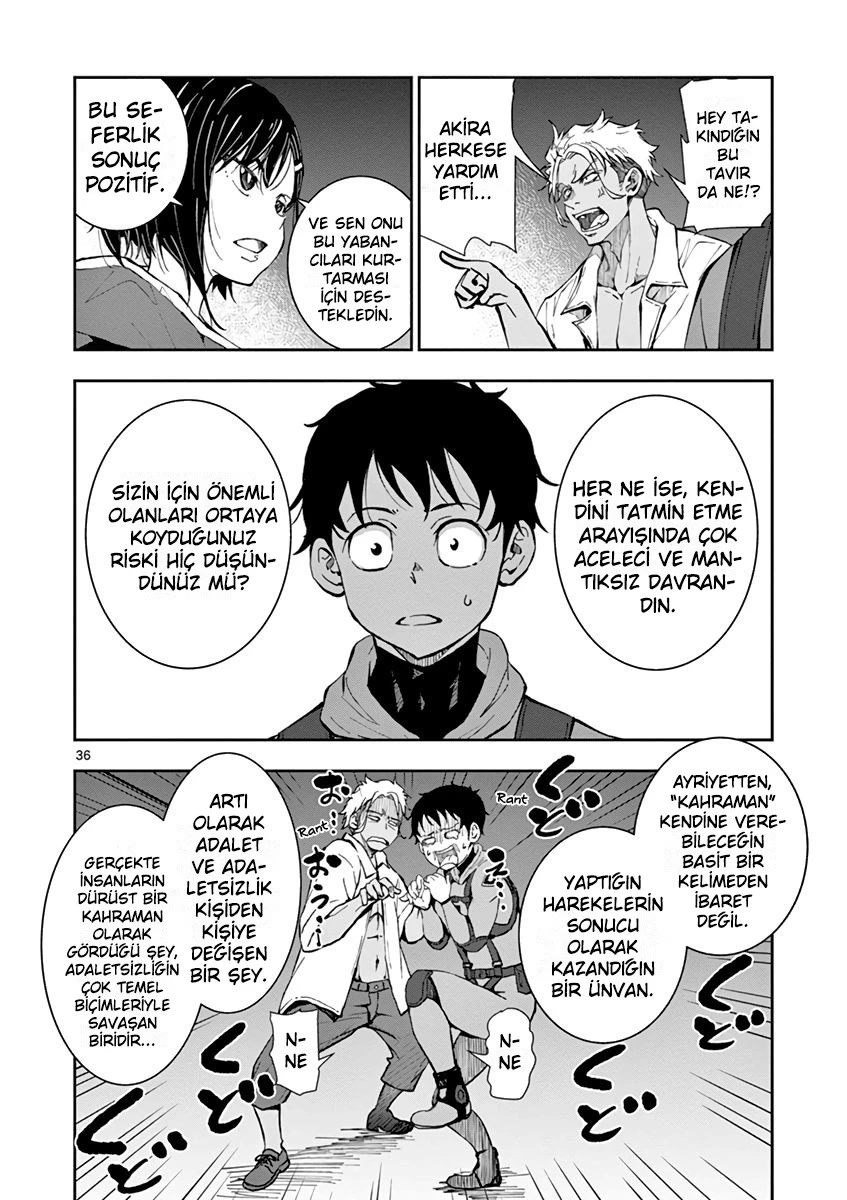 HEY TA-
KINDIĞIN
BU
TAVIR
DA NE!?
AKİRA
HERKESE
YARDIM
ETTİ...
BU SE-
FERLİK
SONUÇ
POZİTİF.
VE SEN ONU
BU YABAN-
CILARI KUR-
TARMASI
İÇİN DES-
TEKLEDİN.
HER NE İSE, KEN-
DİNİ TATMİN ETME
ARAYIŞINDA ÇOK
ACELECİ VE MAN-
TIKSIZ DAVRAN-
DIN.
SİZİN İÇİN ÖNEMLİ
OLANLARI ORTAYA
KOYDUĞUNUZ
RİSKİ HİÇ DÜŞÜN-
DÜNÜZ MÜ?
36
AYRIYETTEN,
"KAHRAMAN"
KENDİNE VERE-
BİLECEĞİN
BASİT BİR
KELİMEDEN
İBARET
DEĞİL.
YAPTIĞIN
HAREKELERİN
SONUCU
OLARAK
KAZANDIĞIN
BİR ÜNVAN.
Rant
Rant
ARTI
OLARAK
ADALET
VE ADA-
LETSİZLİK
KİŞİDEN
KİŞİYE
DEĞİŞEN
BİR ŞEY.
GERÇEKTE
İNSANLARIN
DÜRÜST BİR
KAHRAMAN
OLARAK
GÖRDÜĞÜ ŞEY,
ADALETSİZLİĞİN
ÇOK TEMEL
BİÇİMLERİYLE
SAVAŞAN
BİRİDİR...
N-
NE
N-
NE
くど
くど
くど
くど
え…
おぅ…